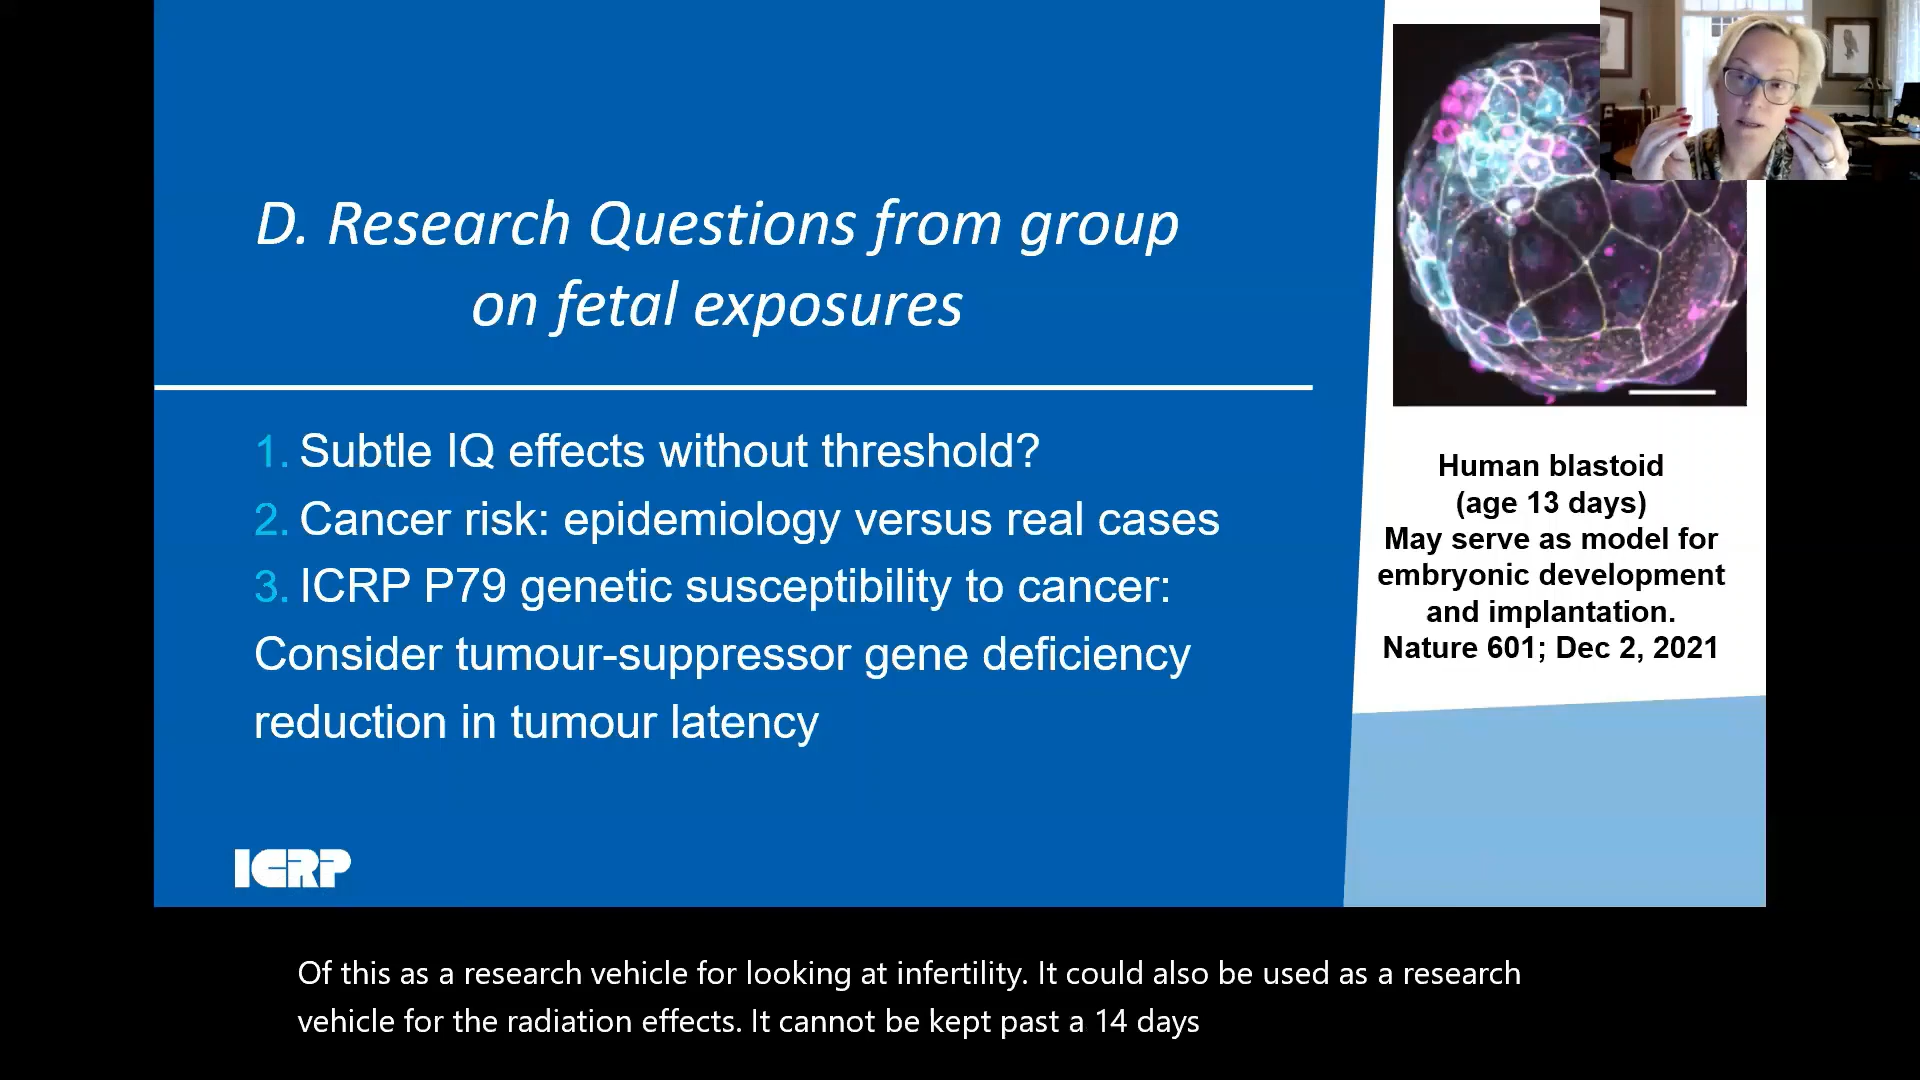 D. Research Questions from group
on fetal exposures
1. Subtle IQ effects without threshold?
2. Cancer risk: epidemiology versus real cases
3. ICRP P79 genetic susceptibility to cancer:
Consider tumour-suppressor gene deficiency
reduction in tumour latency
ICRP
Human blastoid
(age 13 days)
May serve as model for
embryonic development
and implantation.
Nature 601; Dec 2, 2021
Of this as a research vehicle for looking at infertility. It could also be used as a research
vehicle for the radiation effects. It cannot be kept past a 14 days